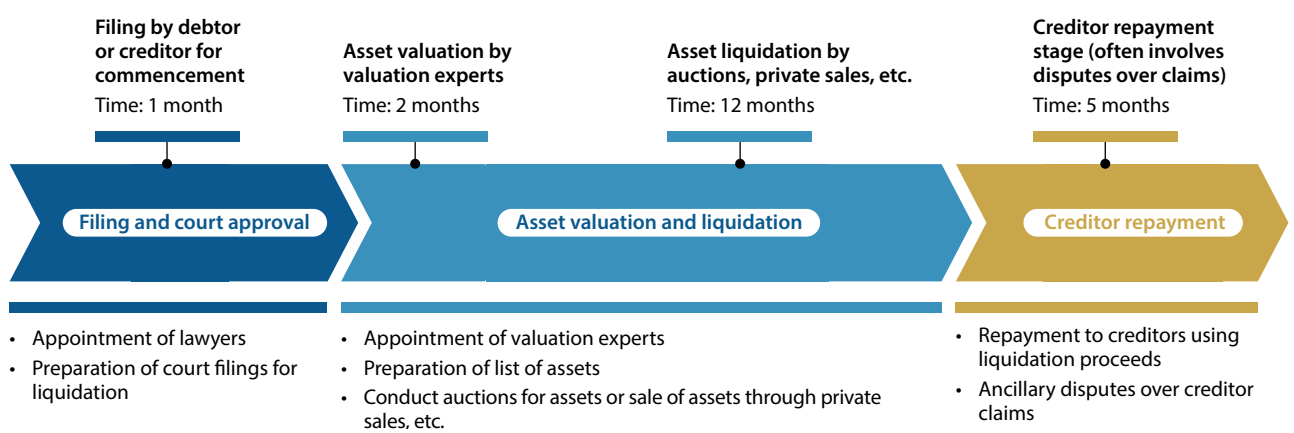 Filing by debtor
or creditor for
commencement
Time: 1 month
Asset valuation by
valuation experts
Time: 2 months
Asset liquidation by
auctions, private sales, etc.
Time: 12 months
Creditor repayment
stage (often involves
disputes over claims)
Time: 5 months
Filing and court approval
Asset valuation and liquidation
Creditor repayment
• Appointment of lawyers
• Preparation of court filings for
liquidation
• Appointment of valuation experts
• Preparation of list of assets
• Conduct auctions for assets or sale of assets through private
sales, etc.
• Repayment to creditors using
liquidation proceeds
• Ancillary disputes over creditor
claims